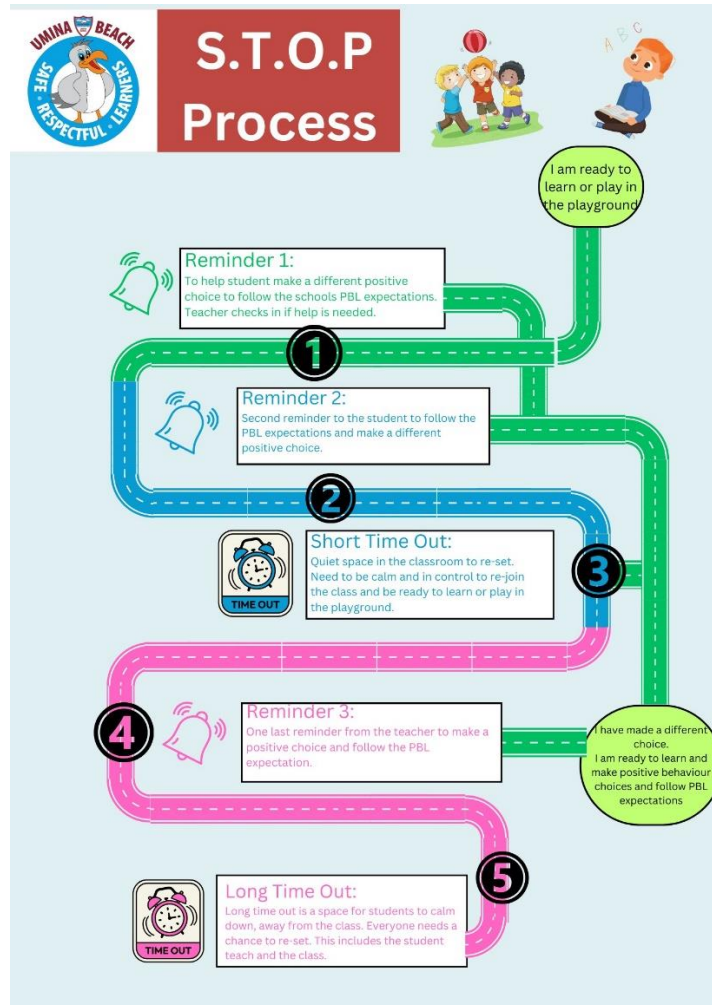 UMINA BEACH
SAFE • RESPECTFUL • LEARNERS
S.T.O.P
Process
A B C
I am ready to
learn or play in
the playground
Reminder 1:
To help student make a different positive
choice to follow the schools PBL expectations.
Teacher checks in if help is needed.
1
Reminder 2:
Second reminder to the student to follow the
PBL expectations and make a different
positive choice.
2
TIME OUT
Short Time Out:
Quiet space in the classroom to re-set.
Need to be calm and in control to re-join
the class and be ready to learn or play in
the playground.
3
4
Reminder 3:
One last reminder from the teacher to make a
positive choice and follow the PBL
expectation.
I have made a different
choice.
I am ready to learn and
make positive behaviour
choices and follow PBL
expectations
5
TIME OUT
Long Time Out:
Long time out is a space for students to calm
down, away from the class. Everyone needs a
chance to re-set. This includes the student
teach and the class.